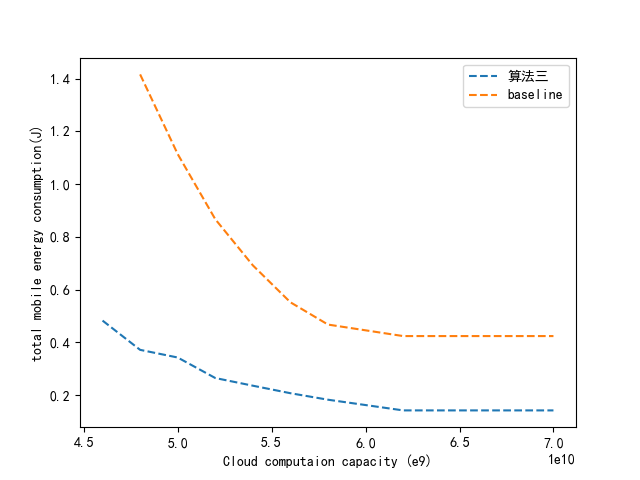 算法三
baseline
total mobile energy consumption(J)
1.4
1.2
1.0
0.8
0.6
0.4
0.2
4.5 5.0 5.5 6.0 6.5 7.0
1e10
Cloud computaion capacity (e9)